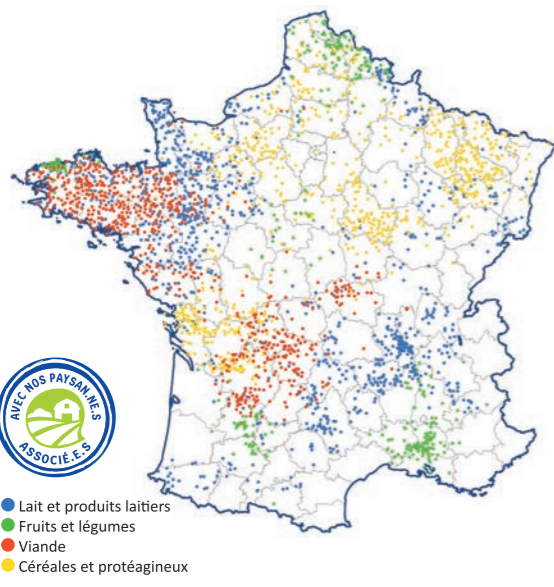 AVEC NOS PAYSAN.NE.S
ASSOCIÉ.E.S
Lait et produits laitiers
Fruits et légumes
Viande
Céréales et protéagineux